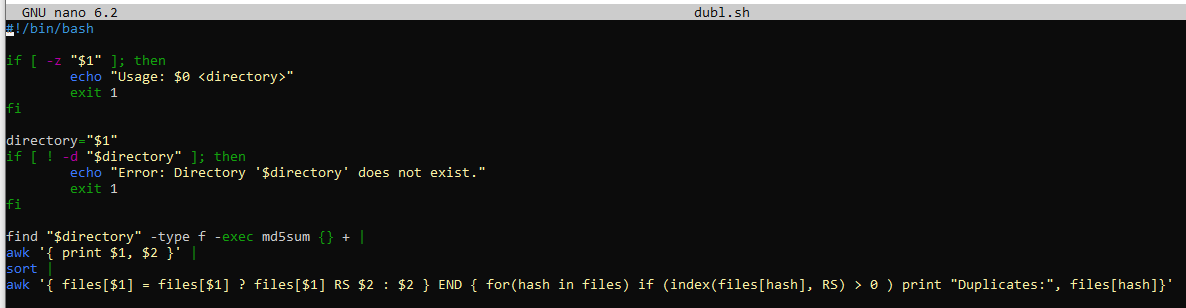 GNU nano 6.2 dubl.sh
#!/bin/bash
if [ -z "$1" ]; then
echo "Usage: $0 <directory>"
exit 1
fi
directory="$1"
if [ ! -d "$directory" ]; then
echo "Error: Directory '$directory' does not exist."
exit 1
fi
find "$directory" -type f -exec md5sum {} + |
awk '{ print $1, $2 }' |
sort |
awk '{ files[$1] = files[$1] ? files[$1] RS $2 : $2 } END { for(hash in files) if (index(files[hash], RS) > 0 ) print "Duplicates:", files[hash]}'